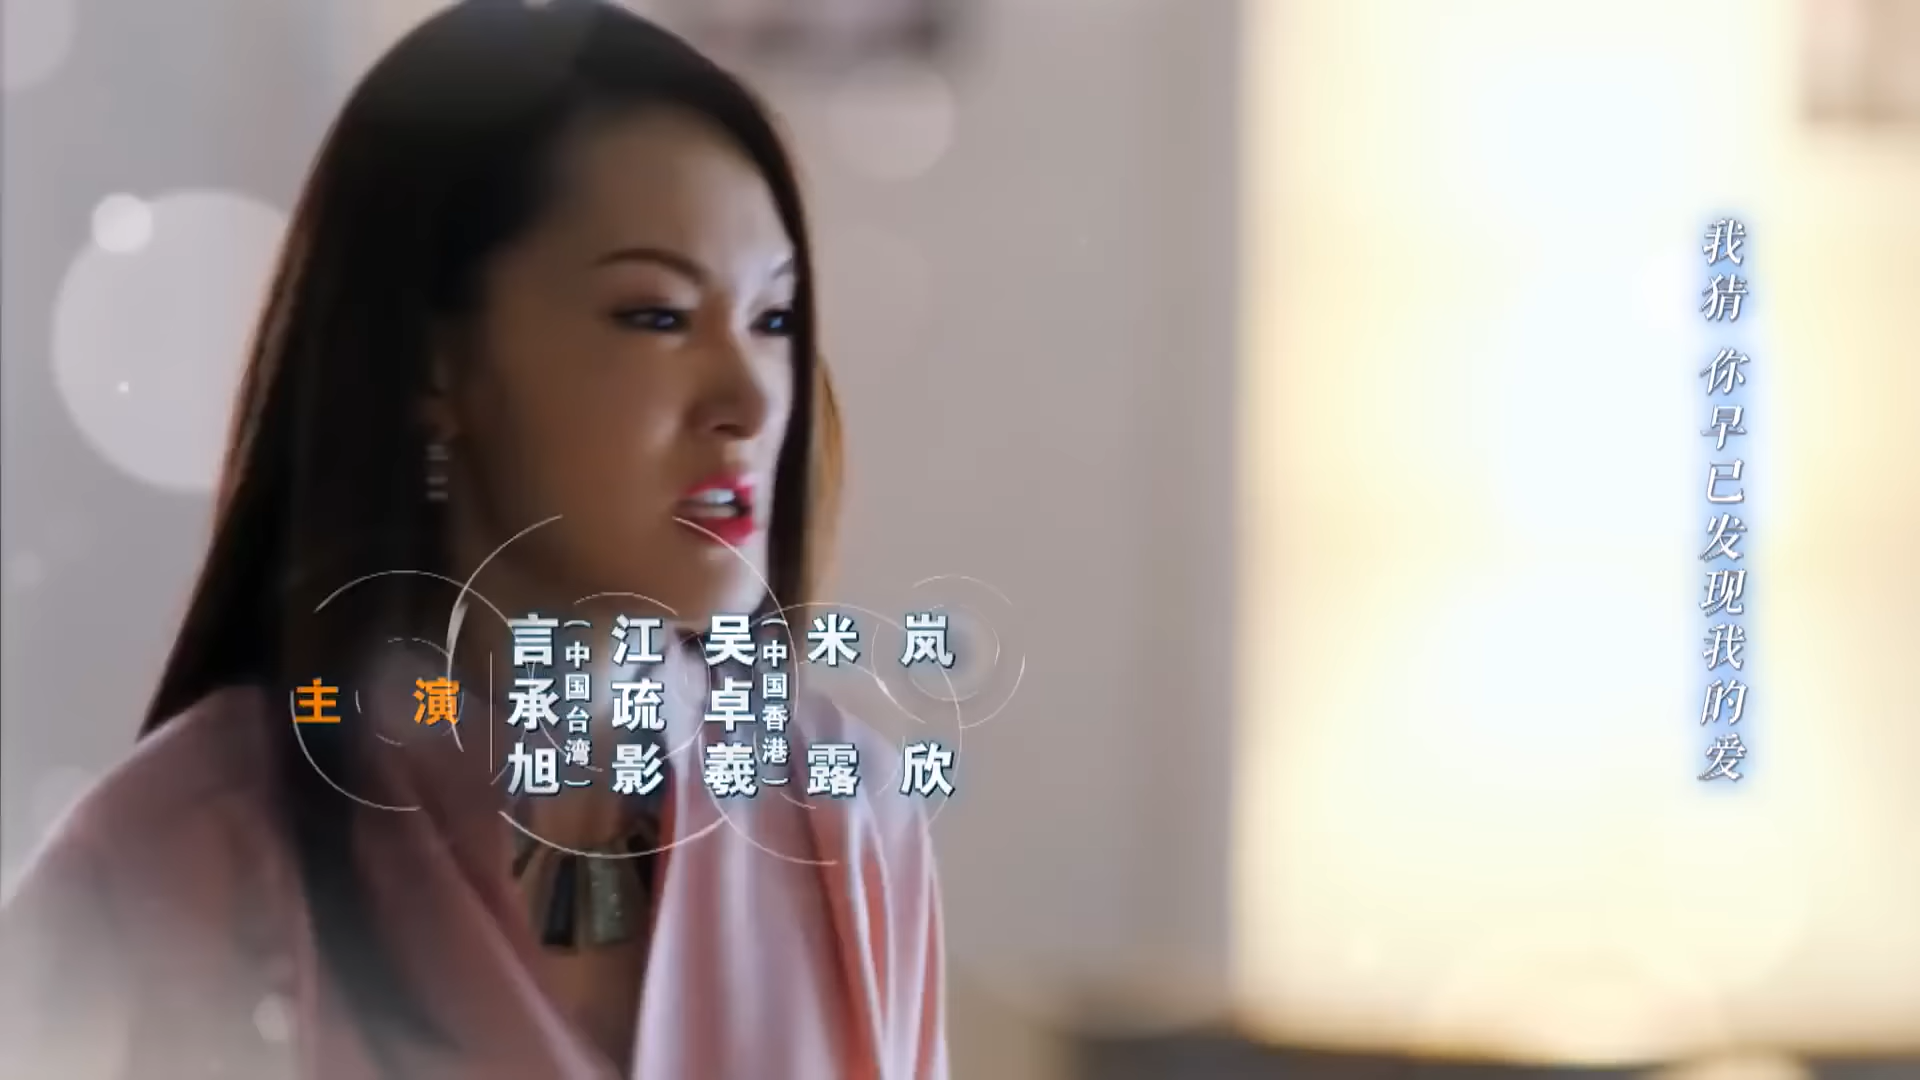 主演
言承旭
（中国台湾）
江疏影
吴卓羲
（中国香港）
米露
岚欣
我猜 你早已发现我的爱